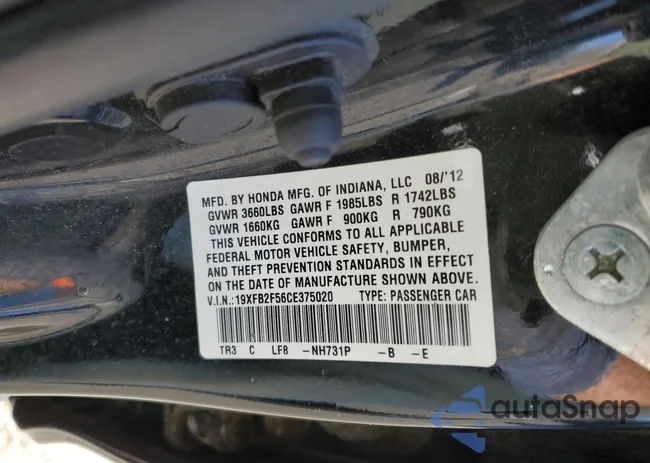 MFD. BY HONDA MFG. OF INDIANA, LLC 08/'12
GVWR 3660LBS GAWR F 1985LBS R 1742LBS
GVWR 1660KG GAWR F 900KG R 790KG
THIS VEHICLE CONFORMS TO ALL APPLICABLE
FEDERAL MOTOR VEHICLE SAFETY, BUMPER,
AND THEFT PREVENTION STANDARDS IN EFFECT
ON THE DATE OF MANUFACTURE SHOWN ABOVE.
V.I.N.: 19XFB2F56CE375020 TYPE: PASSENGER CAR
TR3 C LF8 -NH731P -B -E
autoSnap